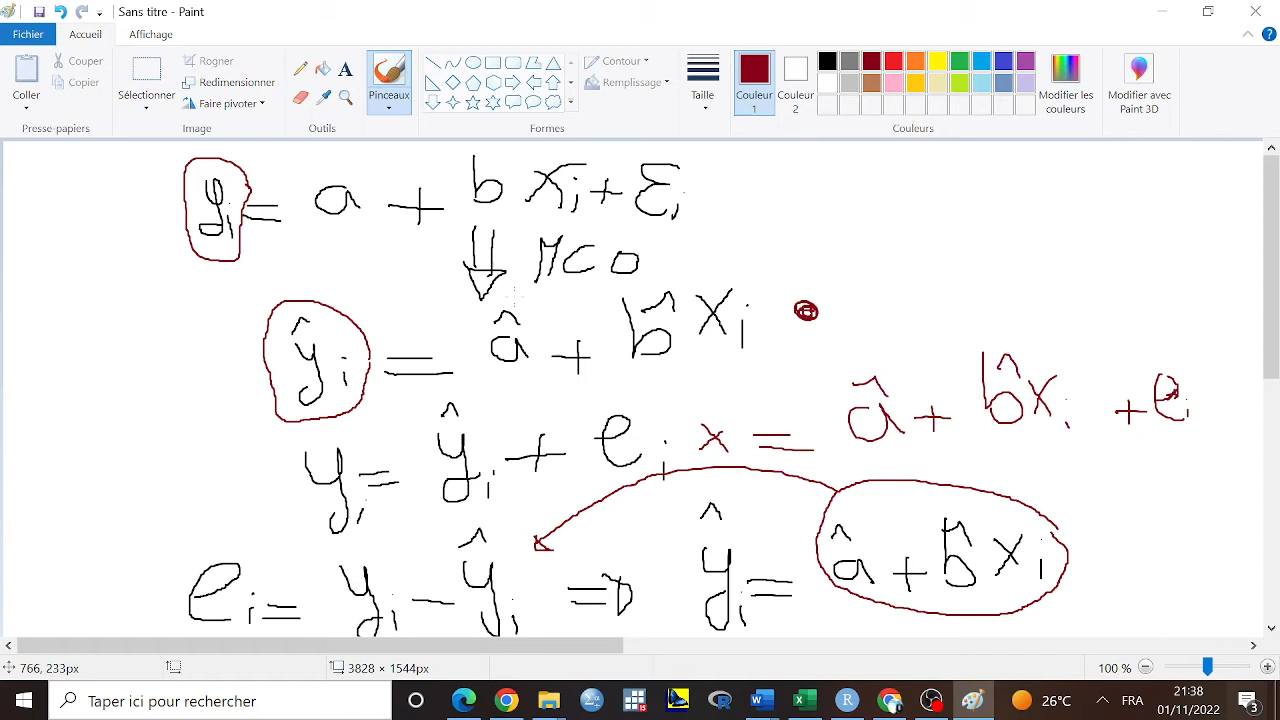 Sans titre - Paint
Fichier Accueil Affichage
Coller
Couper
Copier
Presse-papiers
Sélectionner
Rogner
Redimensionner
Faire pivoter
Image
Outils
Pinceaux
Contour
Remplissage
Formes
Taille
Couleur 1
Couleur 2
Couleurs
Modifier les couleurs
Modifier avec Paint 3D
yᵢ = a + b xᵢ + εᵢ
⇓ MCO
ŷᵢ = â + b̂ xᵢ
yᵢ = ŷᵢ + eᵢ x = â + b̂ xᵢ + eᵢ
eᵢ = yᵢ − ŷᵢ ⇒ ŷᵢ = â + b̂ xᵢ
766, 233px 3828 × 1544px 100 %
Taper ici pour rechercher 26°C FRA 21:38 01/11/2022 3